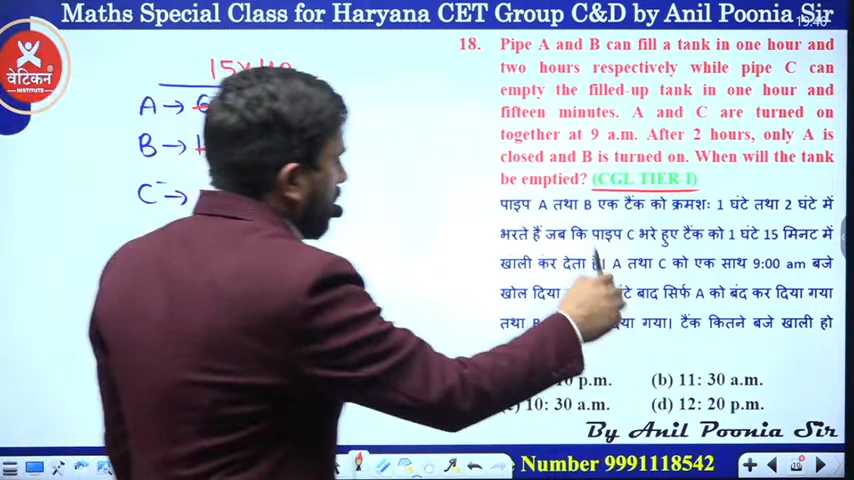 Maths Special Class for Haryana CET Group C&D by Anil Poonia Sir
19:40
वेटिकन
INSTITUTE
A →
B →
C →
18. Pipe A and B can fill a tank in one hour and
two hours respectively while pipe C can
empty the filled-up tank in one hour and
fifteen minutes. A and C are turned on
together at 9 a.m. After 2 hours, only A is
closed and B is turned on. When will the tank
be emptied? (CGL TIER-I)
पाइप A तथा B एक टैंक को क्रमशः 1 घंटे तथा 2 घंटे में
भरते हैं जब कि पाइप C भरे हुए टैंक को 1 घंटे 15 मिनट में
खाली कर देता है। A तथा C को एक साथ 9:00 am बजे
खोल दिया बाद सिर्फ A को बंद कर दिया गया
तथा गया। टैंक कितने बजे खाली हो
p.m. (b) 11: 30 a.m.
10: 30 a.m. (d) 12: 20 p.m.
By Anil Poonia Sir
Number 9991118542